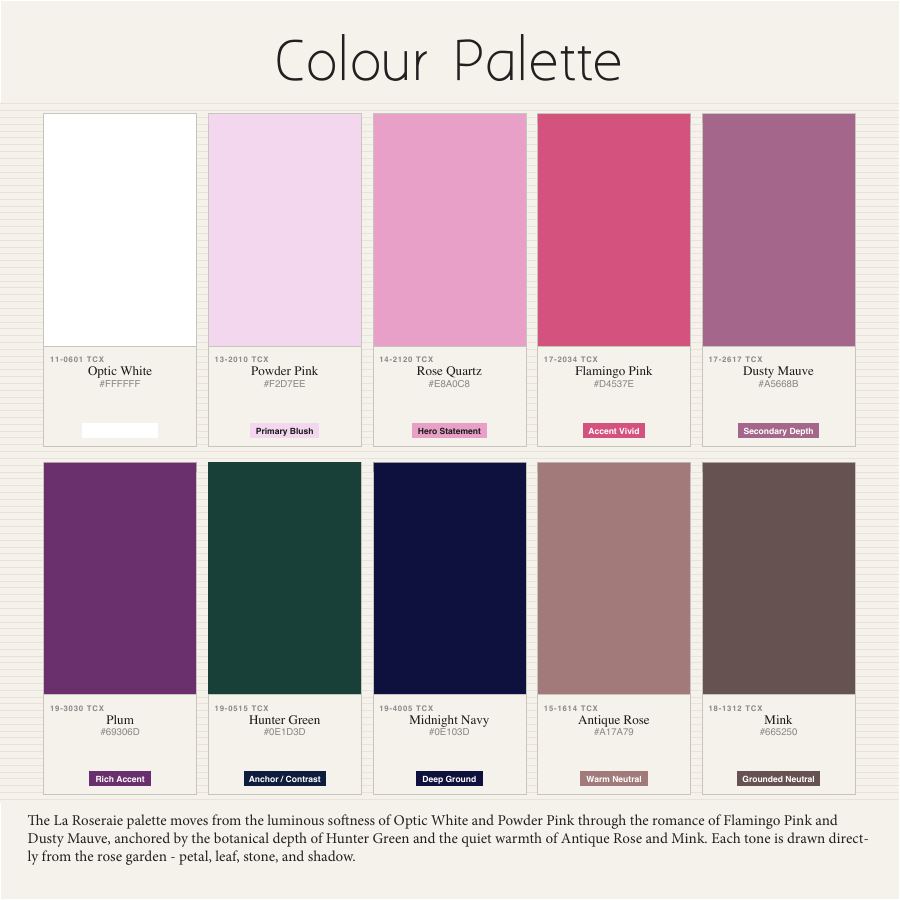 Colour Palette
11-0601 TCX
Optic White
#FFFFFF
13-2010 TCX
Powder Pink
#F2D7EE
Primary Blush
14-2120 TCX
Rose Quartz
#E8A0C8
Hero Statement
17-2034 TCX
Flamingo Pink
#D4537E
Accent Vivid
17-2617 TCX
Dusty Mauve
#A5668B
Secondary Depth
19-3030 TCX
Plum
#69306D
Rich Accent
19-0515 TCX
Hunter Green
#0E1D3D
Anchor / Contrast
19-4005 TCX
Midnight Navy
#0E103D
Deep Ground
15-1614 TCX
Antique Rose
#A17A79
Warm Neutral
18-1312 TCX
Mink
#665250
Grounded Neutral
The La Roseraie palette moves from the luminous softness of Optic White and Powder Pink through the romance of Flamingo Pink and
Dusty Mauve, anchored by the botanical depth of Hunter Green and the quiet warmth of Antique Rose and Mink. Each tone is drawn direct-
ly from the rose garden - petal, leaf, stone, and shadow.